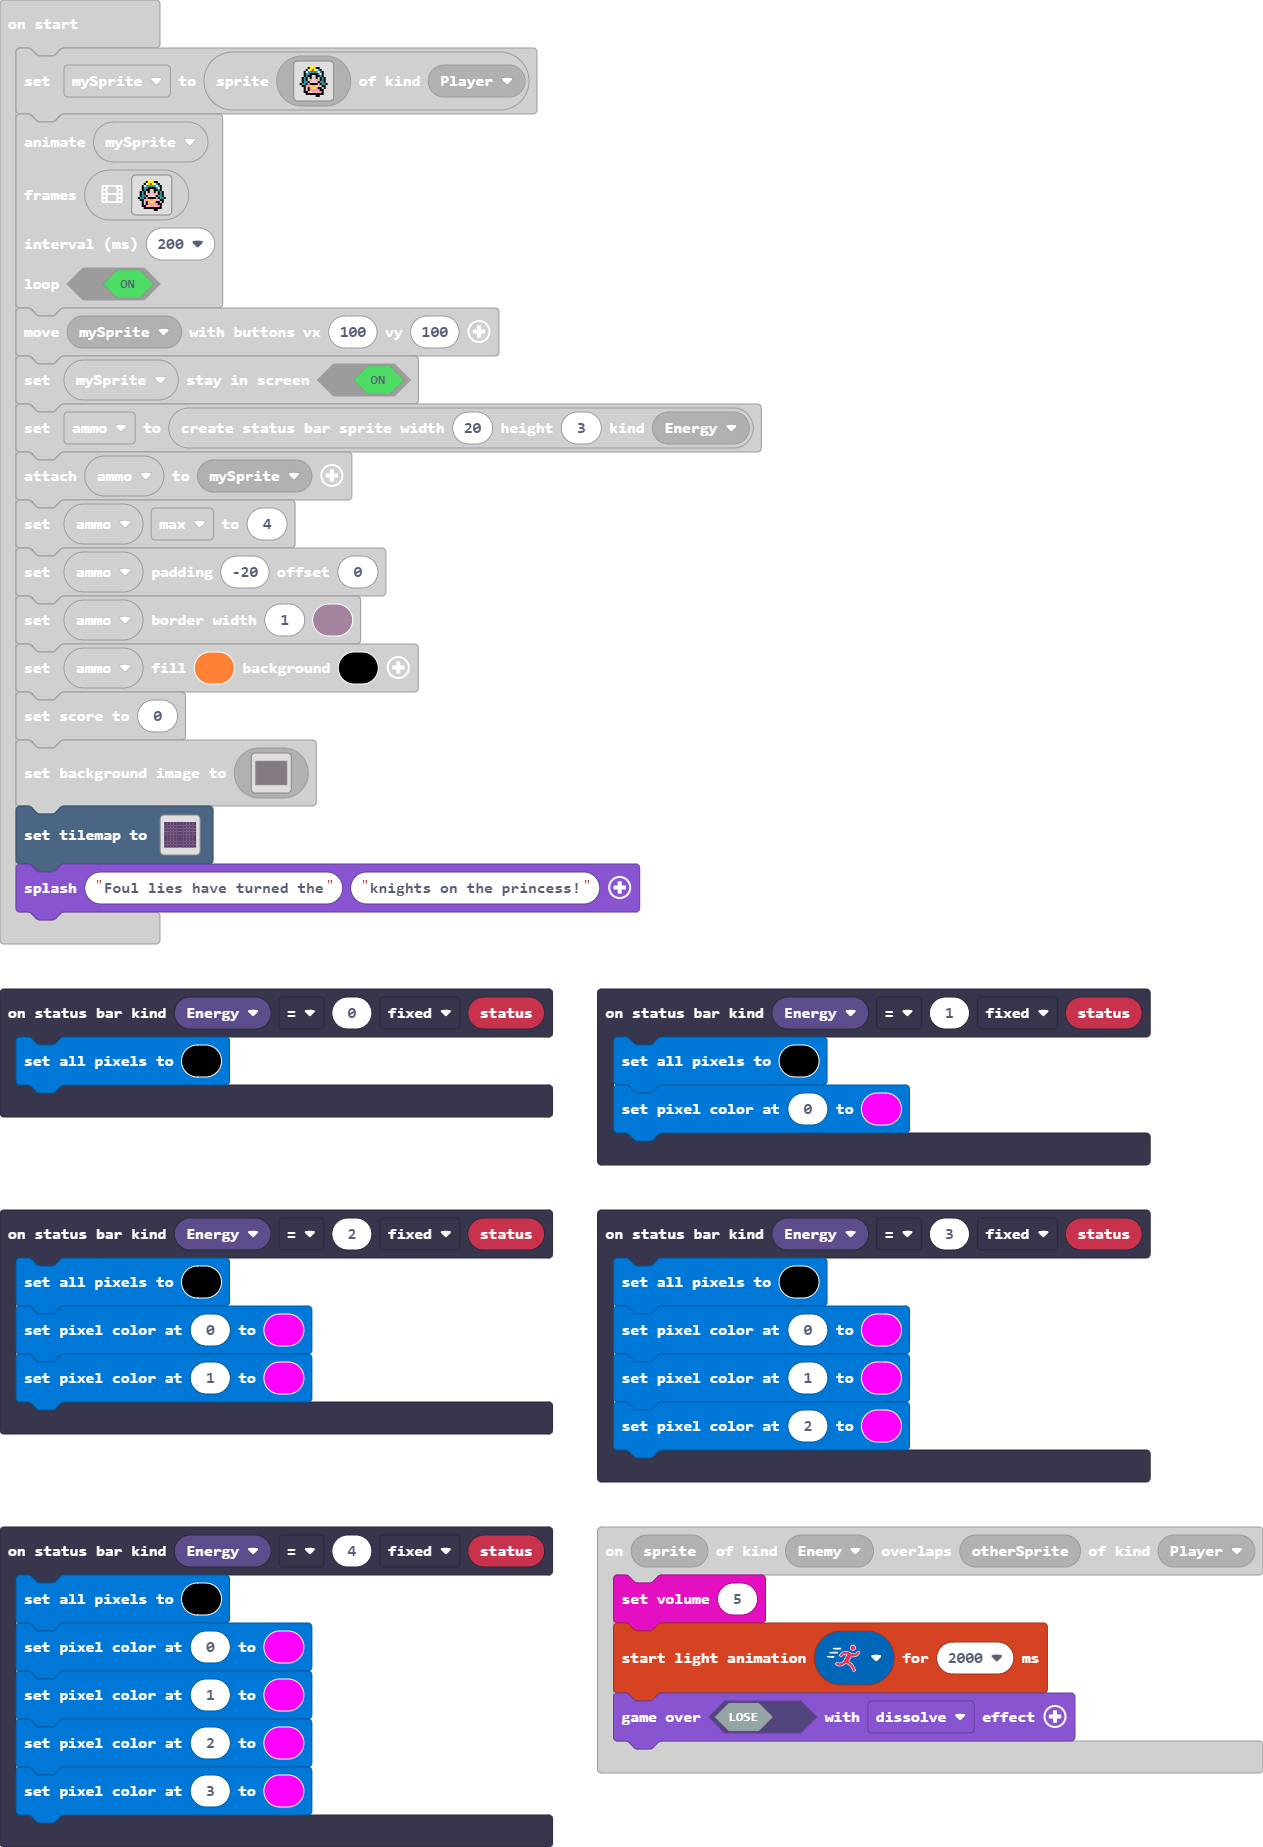 on start
set mySprite to sprite of kind Player
animate mySprite
frames
interval (ms) 200
loop ON
move mySprite with buttons vx 100 vy 100
set mySprite stay in screen ON
set ammo to create status bar sprite width 20 height 3 kind Energy
attach ammo to mySprite
set ammo max to 4
set ammo padding -20 offset 0
set ammo border width 1
set ammo fill background
set score to 0
set background image to
set tilemap to
splash "Foul lies have turned the" "knights on the princess!"
on status bar kind Energy = 0 fixed status
set all pixels to
on status bar kind Energy = 1 fixed status
set all pixels to
set pixel color at 0 to
on status bar kind Energy = 2 fixed status
set all pixels to
set pixel color at 0 to
set pixel color at 1 to
on status bar kind Energy = 3 fixed status
set all pixels to
set pixel color at 0 to
set pixel color at 1 to
set pixel color at 2 to
on status bar kind Energy = 4 fixed status
set all pixels to
set pixel color at 0 to
set pixel color at 1 to
set pixel color at 2 to
set pixel color at 3 to
on sprite of kind Enemy overlaps otherSprite of kind Player
set volume 5
start light animation for 2000 ms
game over LOSE with dissolve effect